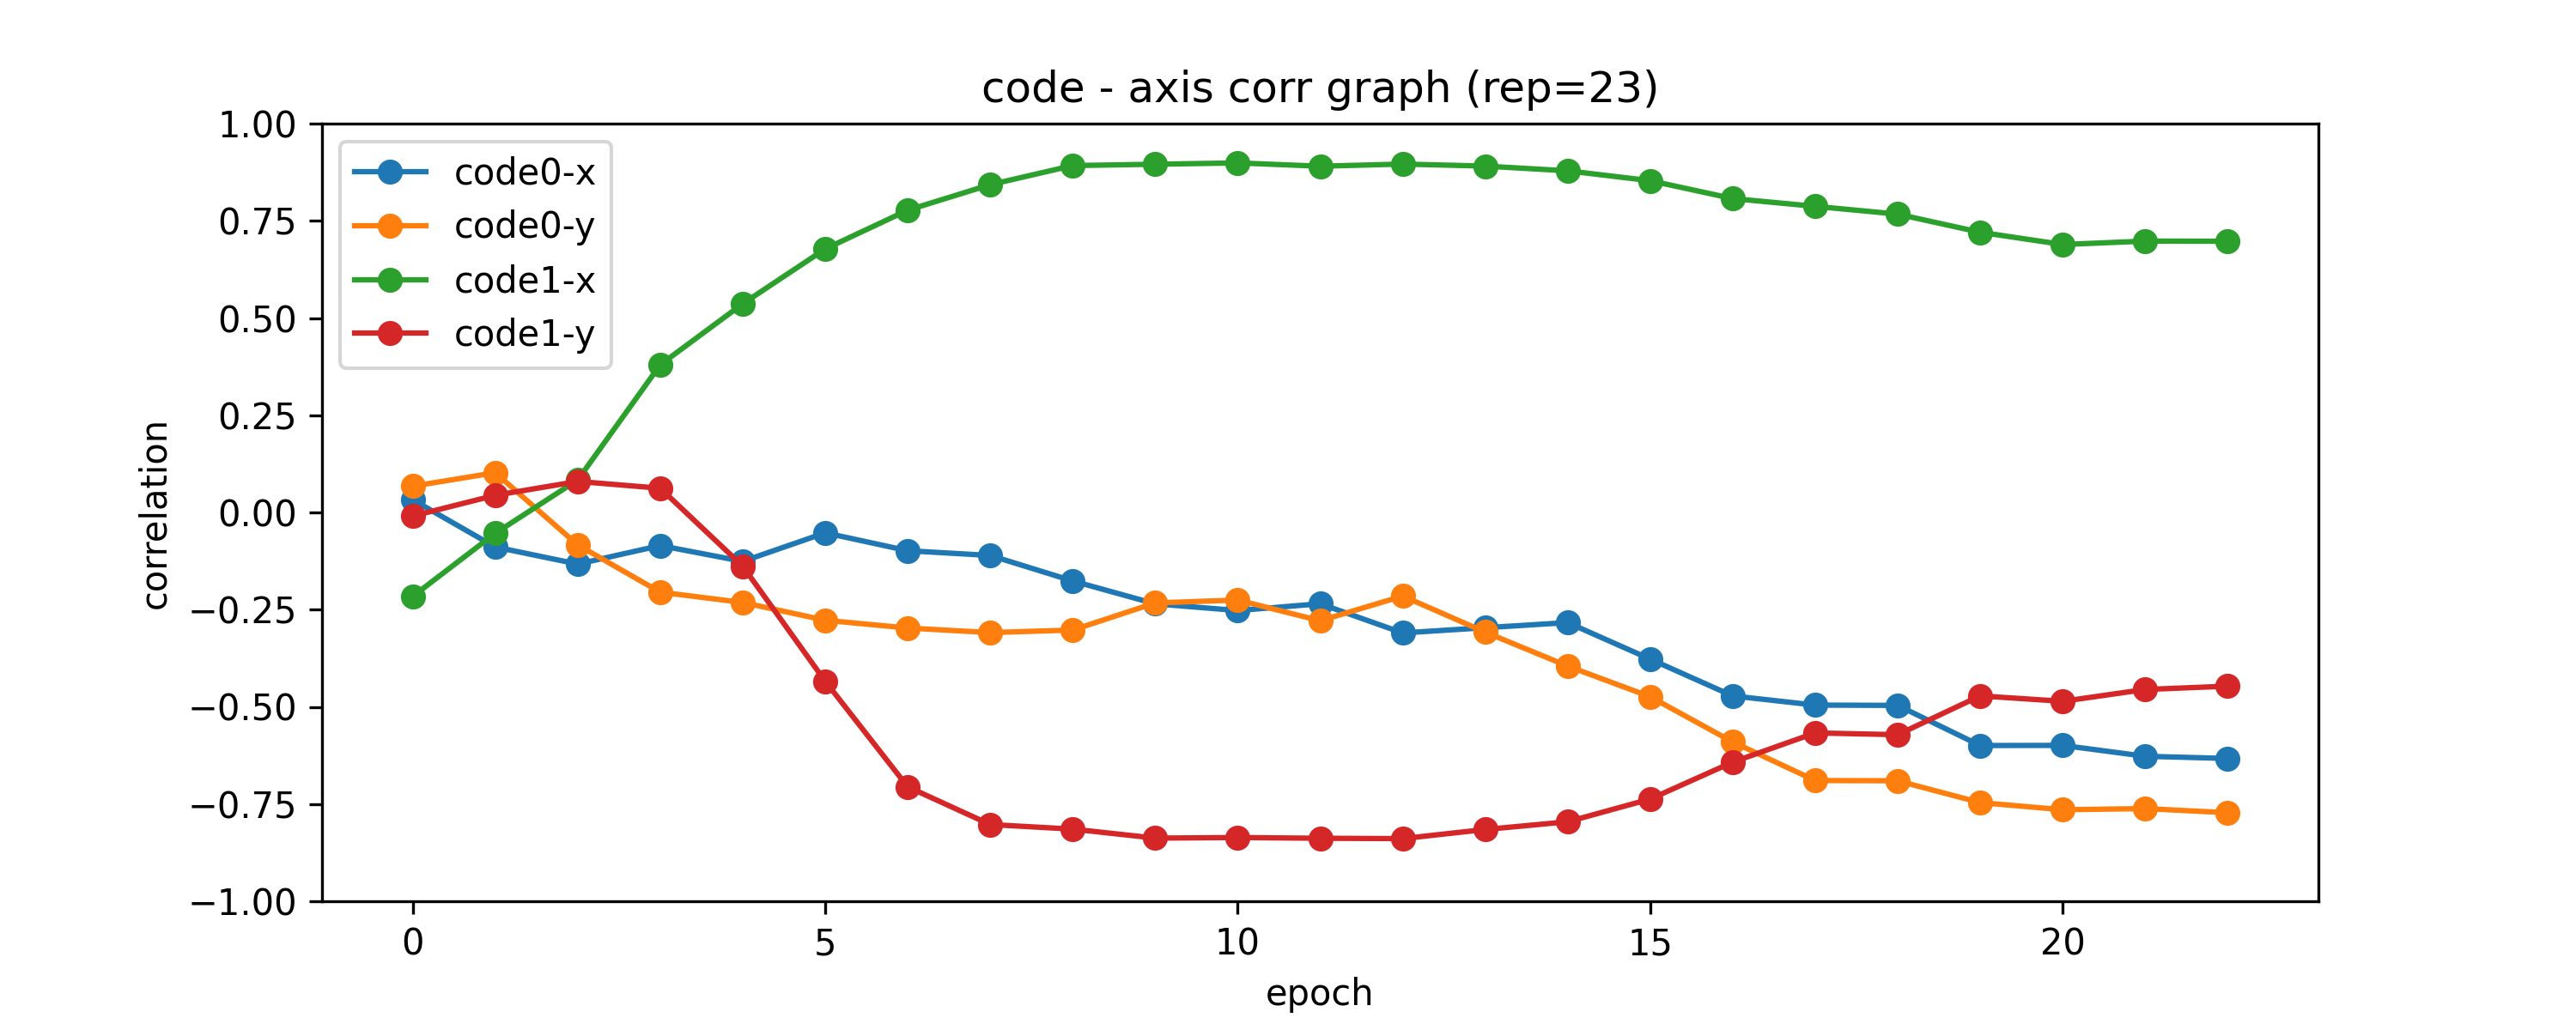 code - axis corr graph (rep=23)
1.00
0.75
0.50
0.25
0.00
−0.25
−0.50
−0.75
−1.00
correlation
code0-x
code0-y
code1-x
code1-y
0 5 10 15 20
epoch